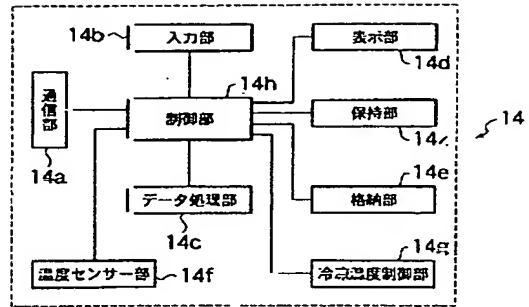 14b
入力部
表示部
14d
14h
通信部
14a
制御部
保持部
14
14e
データ処理部
14c
格納部
14g
温度センサー部
14f
温度制御部